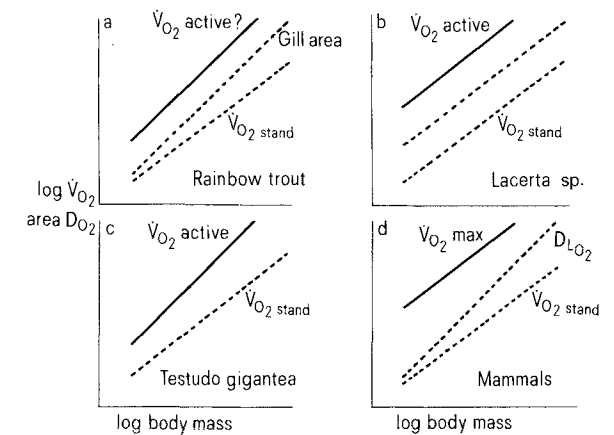 a
V̇O₂ active?
Gill area
V̇O₂ stand
Rainbow trout
b
V̇O₂ active
V̇O₂ stand
Lacerta sp.
log V̇O₂
area DO₂
c
V̇O₂ active
V̇O₂ stand
Testudo gigantea
log body mass
d
V̇O₂ max
DLO₂
V̇O₂ stand
Mammals
log body mass